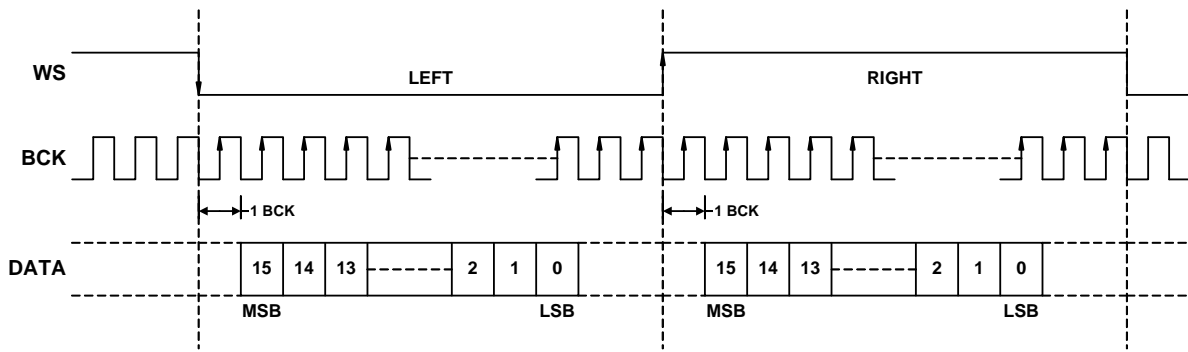 WS LEFT RIGHT
BCK
1 BCK 1 BCK
DATA 15 14 13 2 1 0 15 14 13 2 1 0
MSB LSB MSB LSB